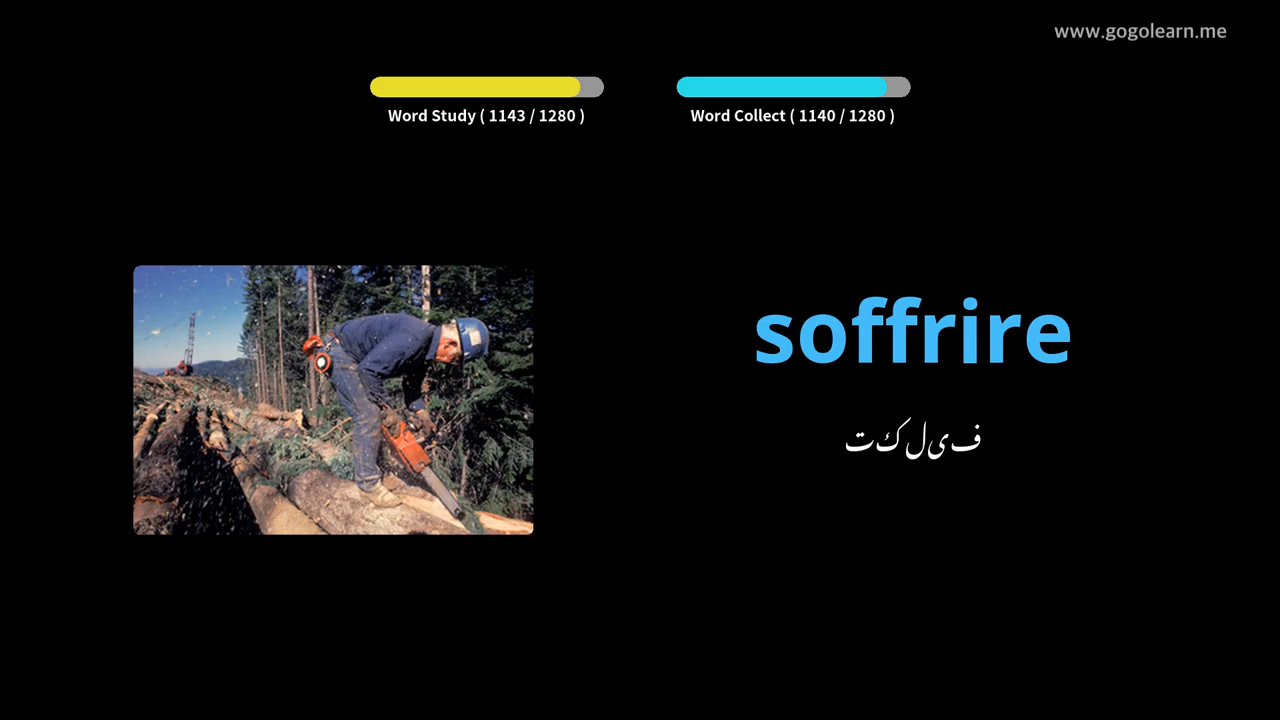 www.gogolearn.me
Word Study ( 1143 / 1280 )
Word Collect ( 1140 / 1280 )
soffrire
تکلیف